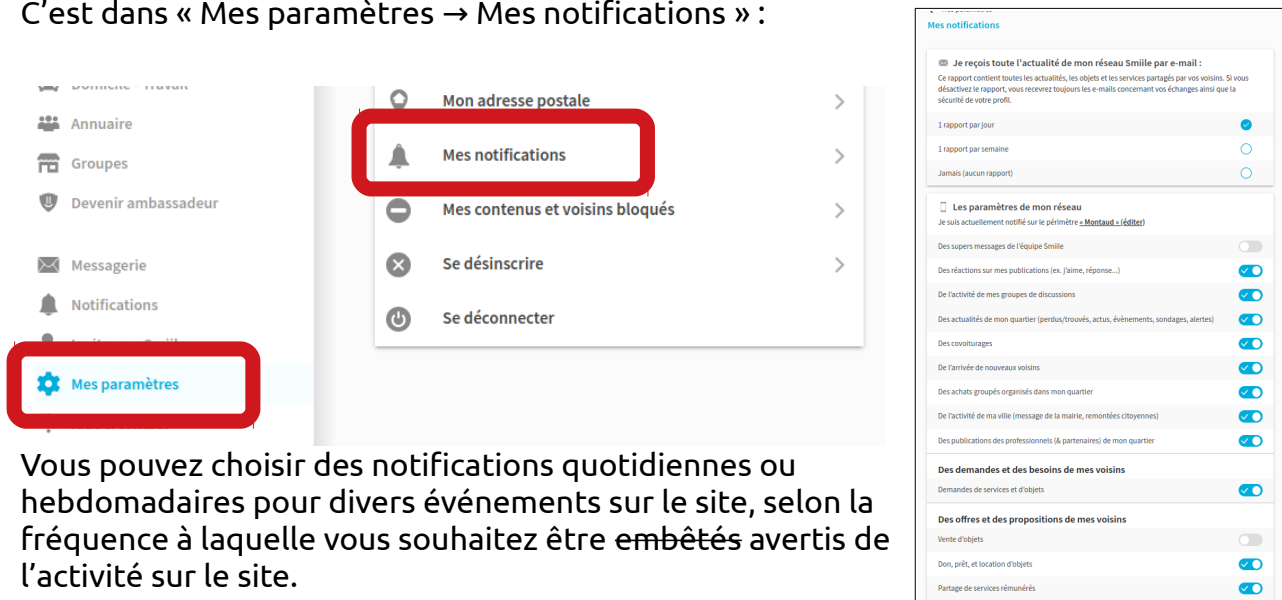 C'est dans « Mes paramètres → Mes notifications » :
Domicile - Travail
Annuaire
Groupes
Devenir ambassadeur
Messagerie
Notifications
Mes paramètres
Mon adresse postale
Mes notifications
Mes contenus et voisins bloqués
Se désinscrire
Se déconnecter
Vous pouvez choisir des notifications quotidiennes ou
hebdomadaires pour divers événements sur le site, selon la
fréquence à laquelle vous souhaitez être embêtés avertis de
l'activité sur le site.
Mes notifications
Je reçois toute l'actualité de mon réseau Smiile par e-mail :
Ce rapport contient toutes les actualités, les objets et les services partagés par vos voisins. Si vous
désactivez le rapport, vous recevrez toujours les e-mails concernant vos échanges ainsi que la
sécurité de votre profil.
1 rapport par jour
1 rapport par semaine
Jamais (aucun rapport)
Les paramètres de mon réseau
Je suis actuellement notifié sur le périmètre « Montaud » (éditer)
Des supers messages de l'équipe Smiile
Des réactions sur mes publications (ex. j'aime, réponse...)
De l'activité de mes groupes de discussions
Des actualités de mon quartier (perdus/trouvés, actus, évènements, sondages, alertes)
Des covoiturages
De l'arrivée de nouveaux voisins
Des achats groupés organisés dans mon quartier
De l'activité de ma ville (message de la mairie, remontées citoyennes)
Des publications des professionnels (& partenaires) de mon quartier
Des demandes et des besoins de mes voisins
Demandes de services et d'objets
Des offres et des propositions de mes voisins
Vente d'objets
Don, prêt, et location d'objets
Partage de services rémunérés